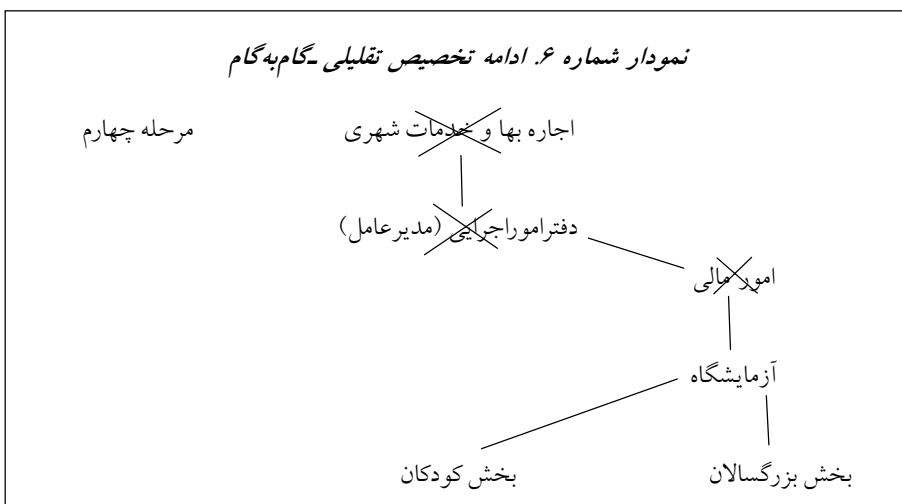 نمودار شماره ۶. ادامه تخصیص تقلیلی ـگام‌به‌گام
اجاره بها و خدمات شهری
مرحله چهارم
دفترامور‌اجرایی (مدیرعامل)
امور مالی
آزمایشگاه
بخش بزرگسالان
بخش کودکان